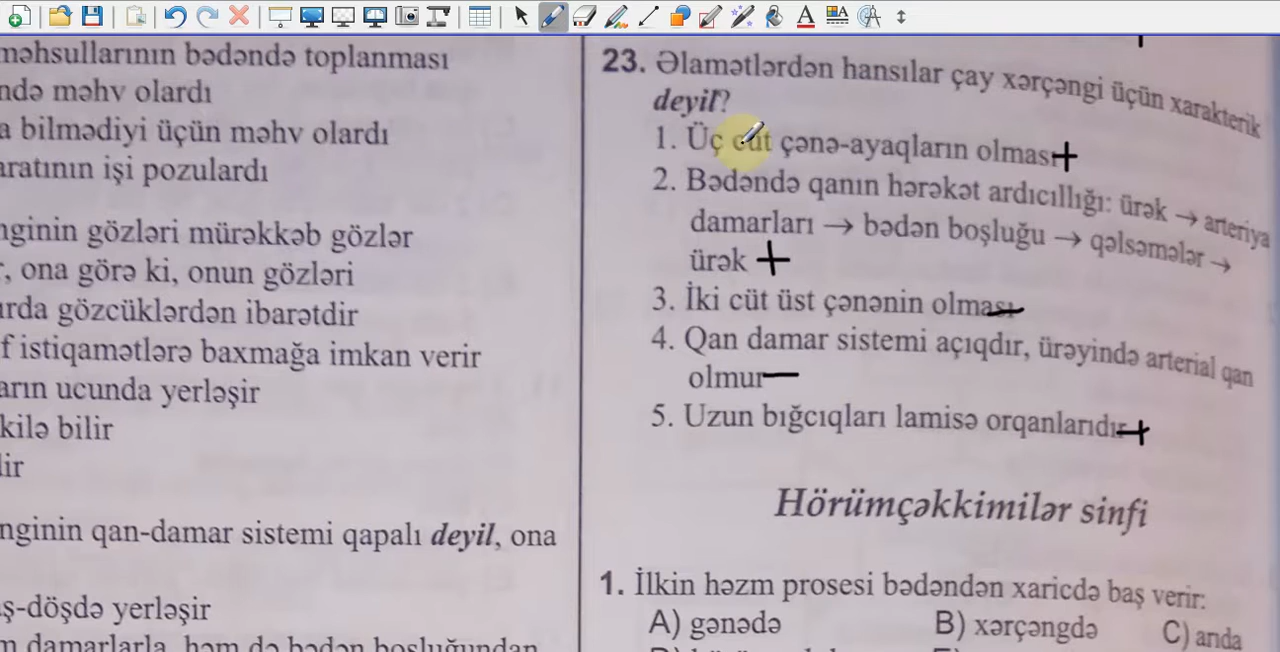 məhsullarının bədəndə toplanması
ndə məhv olardı
a bilmədiyi üçün məhv olardı
aratının işi pozulardı
nginin gözləri mürəkkəb gözlər
, ona görə ki, onun gözləri
arda gözcüklərdən ibarətdir
f istiqamətlərə baxmağa imkan verir
arın ucunda yerləşir
kilə bilir
lir
nginin qan-damar sistemi qapalı deyil, ona
ş-döşdə yerləşir
m damarlarla, həm də bədən boşluğundan
23. Əlamətlərdən hansılar çay xərçəngi üçün xarakterik
deyil?
1. Üç cüt çənə-ayaqların olması +
2. Bədəndə qanın hərəkət ardıcıllığı: ürək → arteriya
damarları → bədən boşluğu → qəlsəmələr →
ürək +
3. İki cüt üst çənənin olması –
4. Qan damar sistemi açıqdır, ürəyində arterial qan
olmur –
5. Uzun bığcıqları lamisə orqanlarıdır +
Hörümçəkkimilər sinfi
1. İlkin həzm prosesi bədəndən xaricdə baş verir:
A) gənədə B) xərçəngdə C) arıda